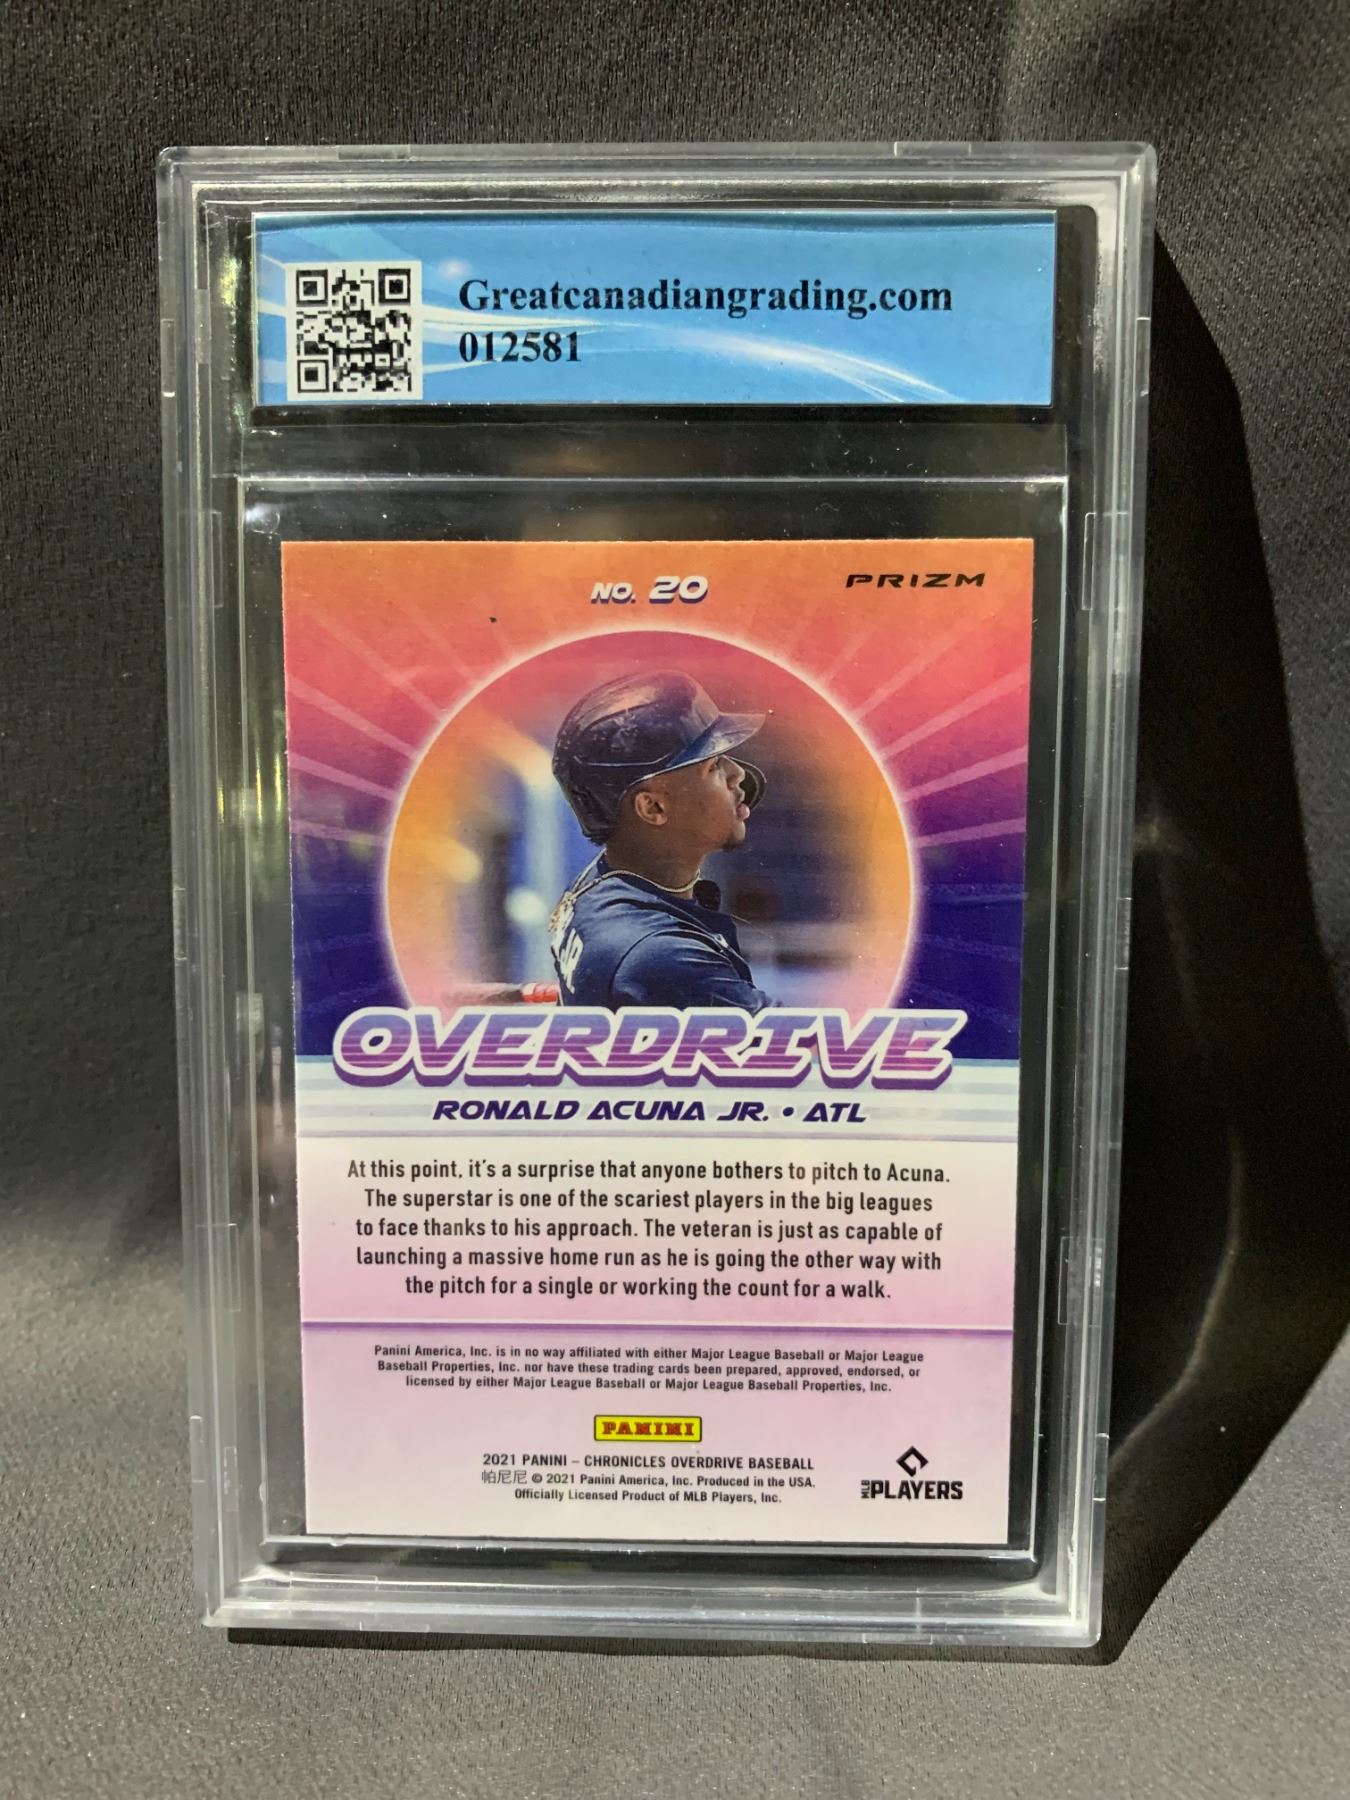 Greatcanadiangrading.com
012581
NO. 20
PRIZM
JR.
OVERDRIVE
RONALD ACUNA JR. • ATL
At this point, it's a surprise that anyone bothers to pitch to Acuna.
The superstar is one of the scariest players in the big leagues
to face thanks to his approach. The veteran is just as capable of
launching a massive home run as he is going the other way with
the pitch for a single or working the count for a walk.
Panini America, Inc. is in no way affiliated with either Major League Baseball or Major League
Baseball Properties, Inc. nor have these trading cards been prepared, approved, endorsed, or
licensed by either Major League Baseball or Major League Baseball Properties, Inc.
PANINI
2021 PANINI – CHRONICLES OVERDRIVE BASEBALL
帕尼尼 © 2021 Panini America, Inc. Produced in the USA.
Officially Licensed Product of MLB Players, Inc.
MLB PLAYERS